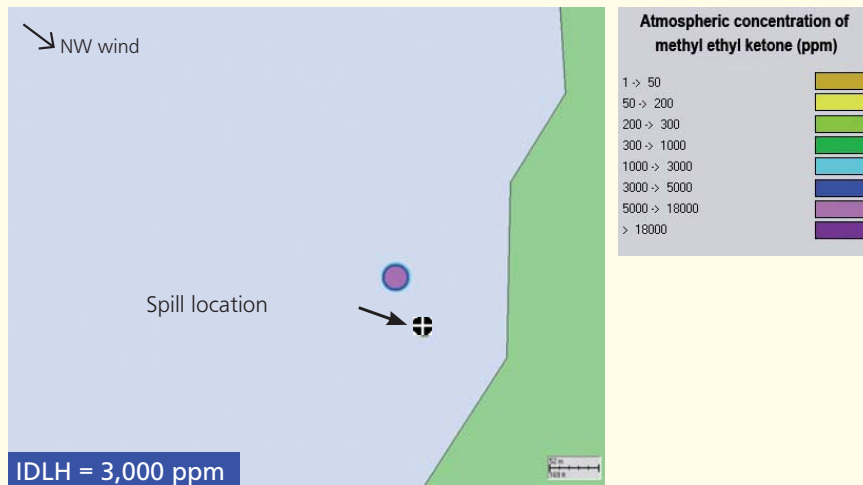 NW wind
Spill location
IDLH = 3,000 ppm
52 m
Atmospheric concentration of
methyl ethyl ketone (ppm)
1 -> 50
50 -> 200
200 -> 300
300 -> 1000
1000 -> 3000
3000 -> 5000
5000 -> 18000
> 18000